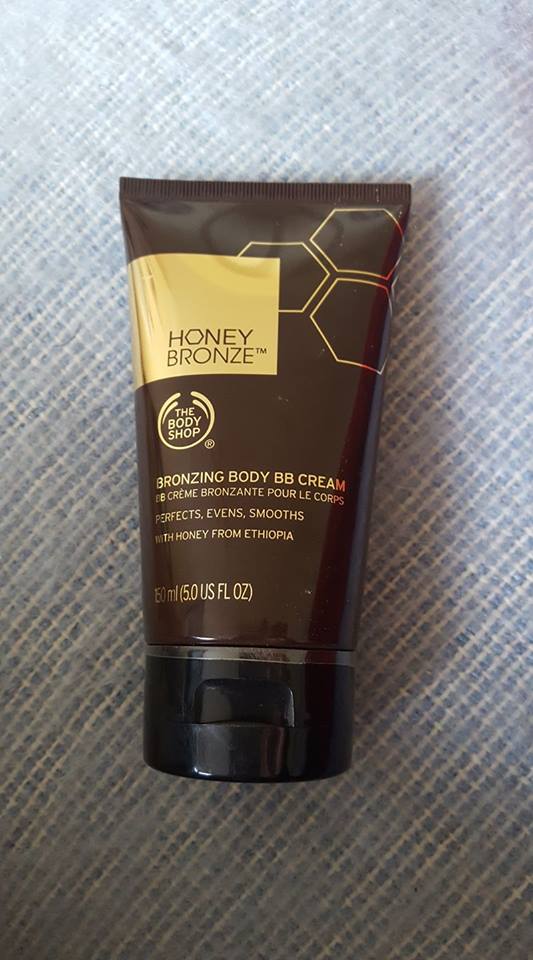 HONEY
BRONZE™
THE
BODY
SHOP
®
BRONZING BODY BB CREAM
BB CRÈME BRONZANTE POUR LE CORPS
PERFECTS, EVENS, SMOOTHS
WITH HONEY FROM ETHIOPIA
150 ml (5.0 US FL OZ)